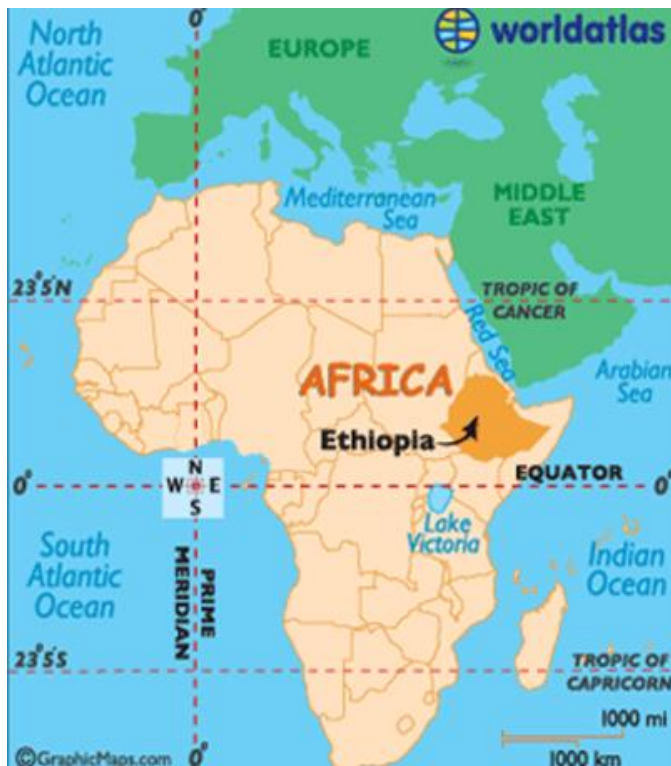 0°
North
Atlantic
Ocean
EUROPE
worldatlas
Mediterranean
Sea
MIDDLE
EAST
23°5'N
TROPIC OF
CANCER
Red Sea
Arabian
Sea
AFRICA
Ethiopia
EQUATOR
0°
N
W E
S
0°
Lake
Victoria
South
Atlantic
Ocean
PRIME
MERIDIAN
Indian
Ocean
23°5'S
TROPIC OF
CAPRICORN
1000 mi
1000 km
©GraphicMaps.com
0°